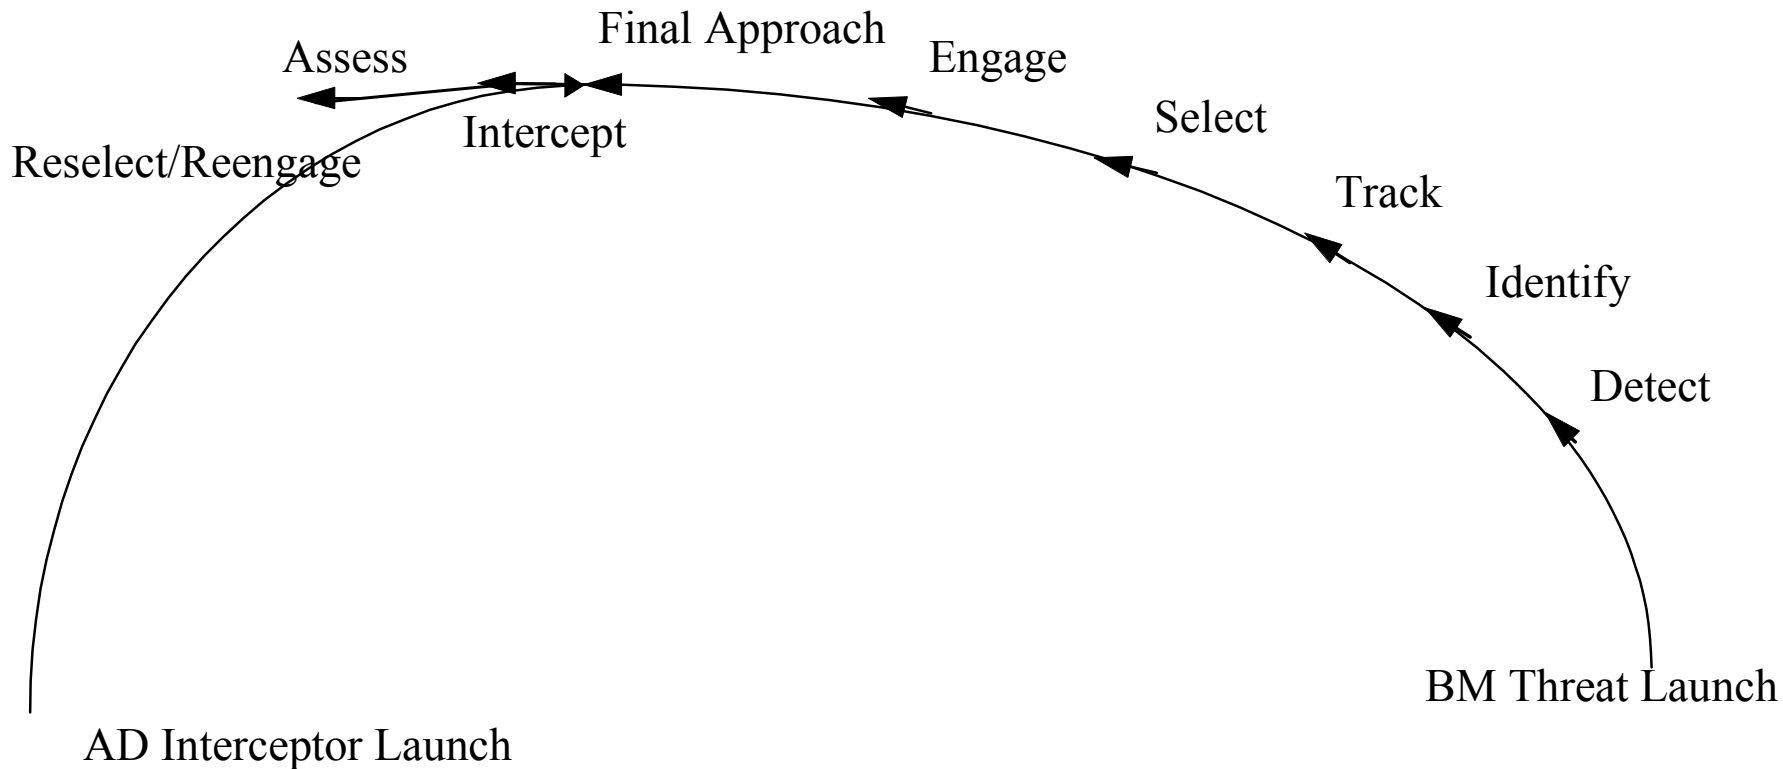 Final Approach
Assess
Engage
Select
Intercept
Reselect/Reengage
Track
Identify
Detect
BM Threat Launch
AD Interceptor Launch